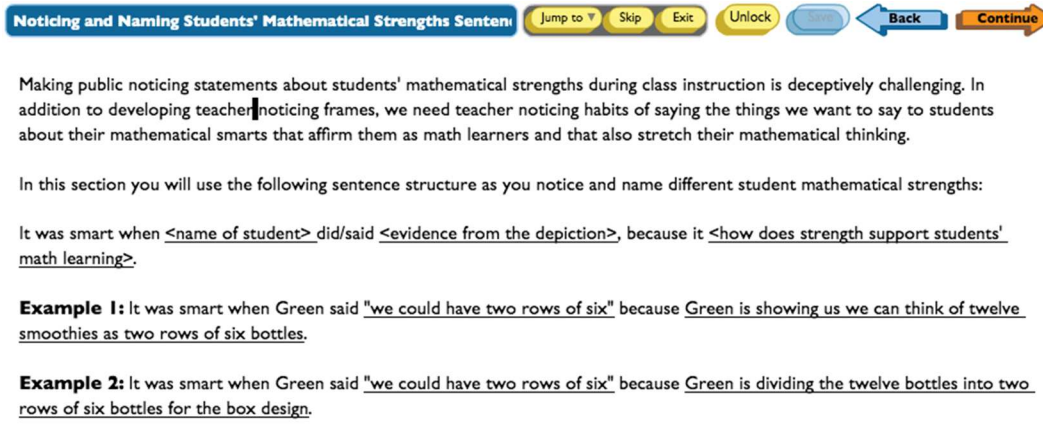 Noticing and Naming Students' Mathematical Strengths Senten
Jump to ▼ Skip Exit Unlock Save Back Continue
Making public noticing statements about students' mathematical strengths during class instruction is deceptively challenging. In
addition to developing teacher noticing frames, we need teacher noticing habits of saying the things we want to say to students
about their mathematical smarts that affirm them as math learners and that also stretch their mathematical thinking.
In this section you will use the following sentence structure as you notice and name different student mathematical strengths:
It was smart when <name of student> did/said <evidence from the depiction>, because it <how does strength support students'
math learning>.
Example 1: It was smart when Green said "we could have two rows of six" because Green is showing us we can think of twelve
smoothies as two rows of six bottles.
Example 2: It was smart when Green said "we could have two rows of six" because Green is dividing the twelve bottles into two
rows of six bottles for the box design.